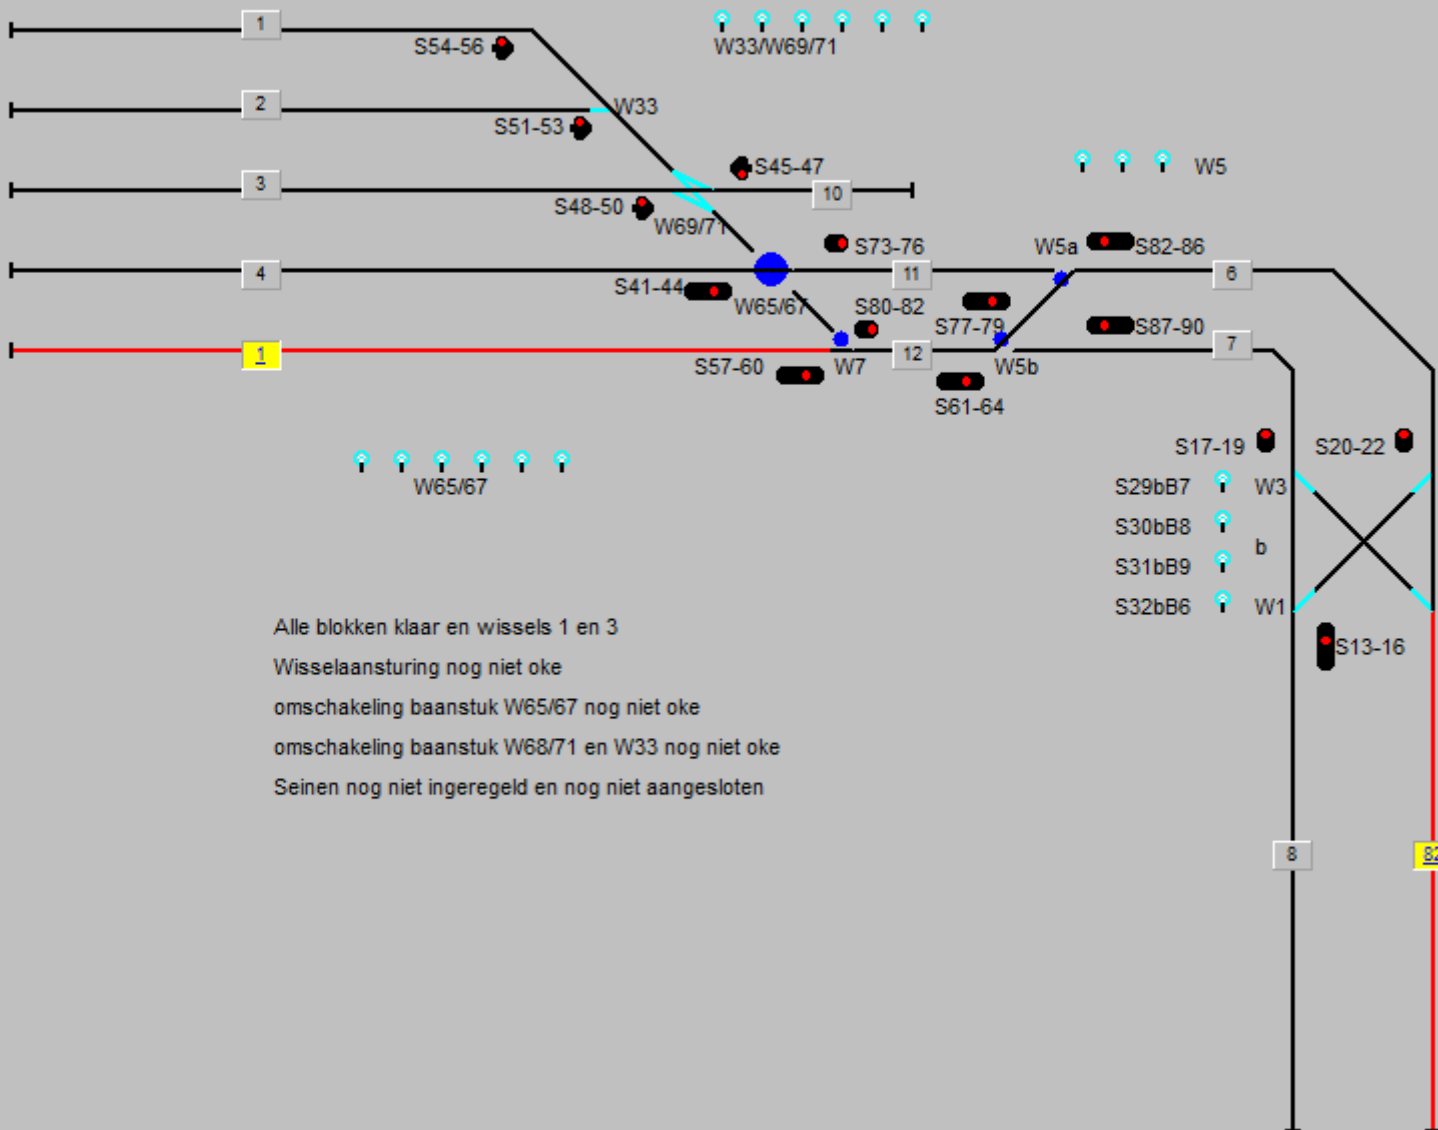 1
S54-56
W33/W69/71
2
W33
S51-53
3
S45-47
W5
10
S48-50
W69/71
S73-76
W5a
S82-86
4
11
6
S41-44
W65/67
S80-82
S77-79
S87-90
1
12
7
S57-60
W7
W5b
S61-64
S17-19
S20-22
W65/67
S29bB7
W3
S30bB8
b
S31bB9
S32bB6
W1
Alle blokken klaar en wissels 1 en 3
S13-16
Wisselaansturing nog niet oke
omschakeling baanstuk W65/67 nog niet oke
omschakeling baanstuk W68/71 en W33 nog niet oke
Seinen nog niet ingeregeld en nog niet aangesloten
8
82